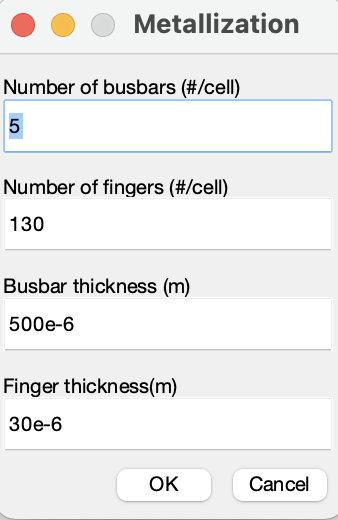 Metallization
Number of busbars (#/cell)
5
Number of fingers (#/cell)
130
Busbar thickness (m)
500e-6
Finger thickness(m)
30e-6
OK Cancel